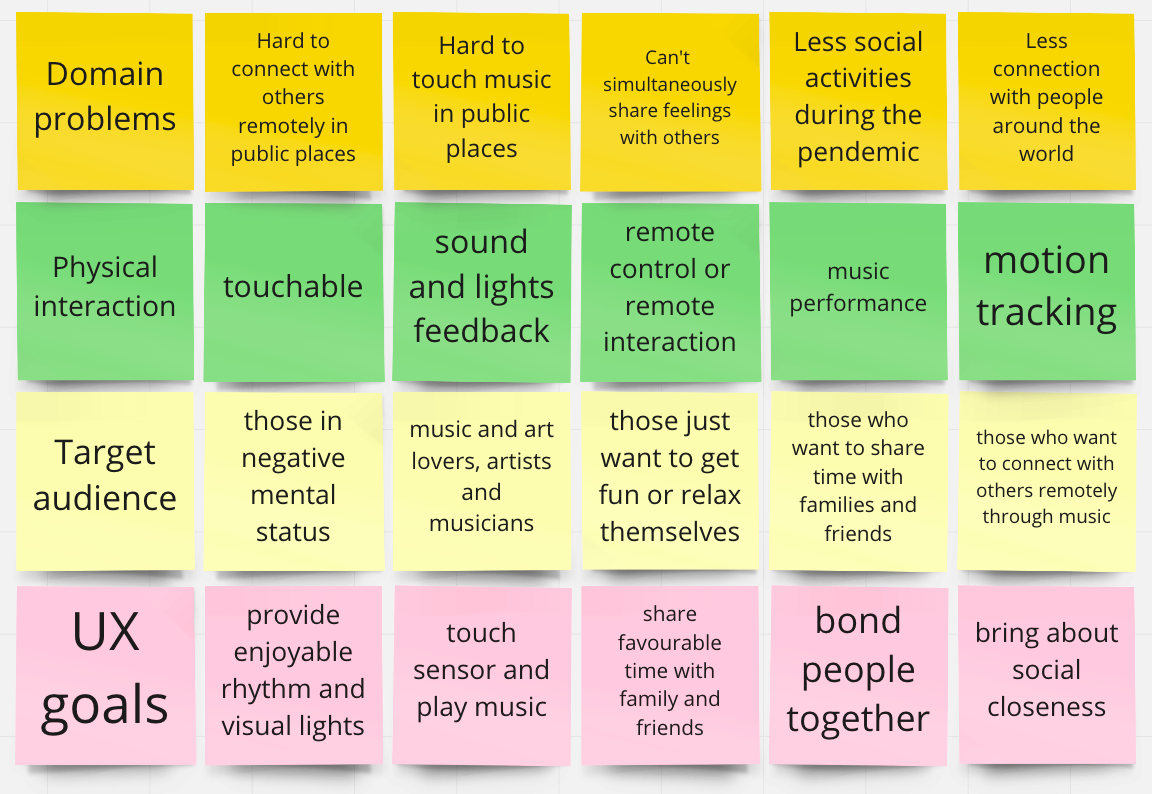 Domain
problems
Hard to
connect with
others
remotely in
public places
Hard to
touch music
in public
places
Can't
simultaneously
share feelings
with others
Less social
activities
during the
pendemic
Less
connection
with people
around the
world
Physical
interaction
touchable
sound
and lights
feedback
remote
control or
remote
interaction
music
performance
motion
tracking
Target
audience
those in
negative
mental
status
music and art
lovers, artists
and
musicians
those just
want to get
fun or relax
themselves
those who
want to share
time with
families and
friends
those who want
to connect with
others remotely
through music
UX
goals
provide
enjoyable
rhythm and
visual lights
touch
sensor and
play music
share
favourable
time with
family and
friends
bond
people
together
bring about
social
closeness